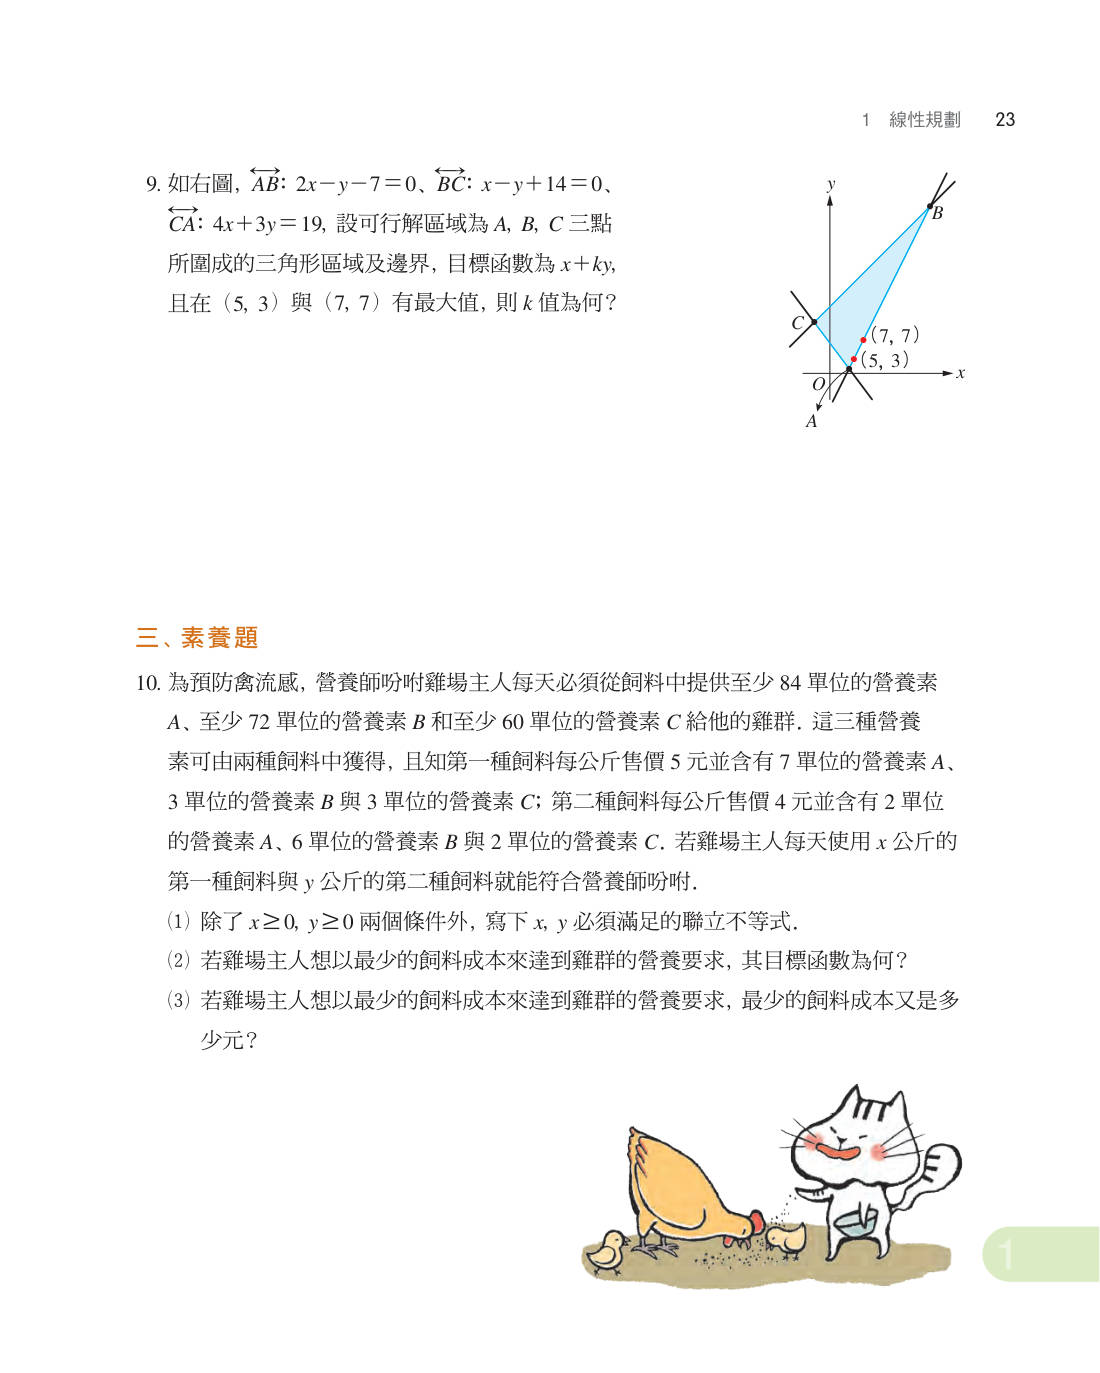 1 線性規劃 23
9. 如右圖, AB: 2x－y－7＝0、BC: x－y＋14＝0、
CA: 4x＋3y＝19, 設可行解區域為 A, B, C 三點
所圍成的三角形區域及邊界, 目標函數為 x＋ky,
且在（5, 3）與（7, 7）有最大值, 則 k 值為何?
y
B
C
(7, 7)
(5, 3)
O
x
A
三、素養題
10. 為預防禽流感, 營養師吩咐雞場主人每天必須從飼料中提供至少 84 單位的營養素
A、至少 72 單位的營養素 B 和至少 60 單位的營養素 C 給他的雞群. 這三種營養
素可由兩種飼料中獲得, 且知第一種飼料每公斤售價 5 元並含有 7 單位的營養素 A、
3 單位的營養素 B 與 3 單位的營養素 C; 第二種飼料每公斤售價 4 元並含有 2 單位
的營養素 A、6 單位的營養素 B 與 2 單位的營養素 C. 若雞場主人每天使用 x 公斤的
第一種飼料與 y 公斤的第二種飼料就能符合營養師吩咐.
(1) 除了 x≥0, y≥0 兩個條件外, 寫下 x, y 必須滿足的聯立不等式.
(2) 若雞場主人想以最少的飼料成本來達到雞群的營養要求, 其目標函數為何?
(3) 若雞場主人想以最少的飼料成本來達到雞群的營養要求, 最少的飼料成本又是多
少元?
1